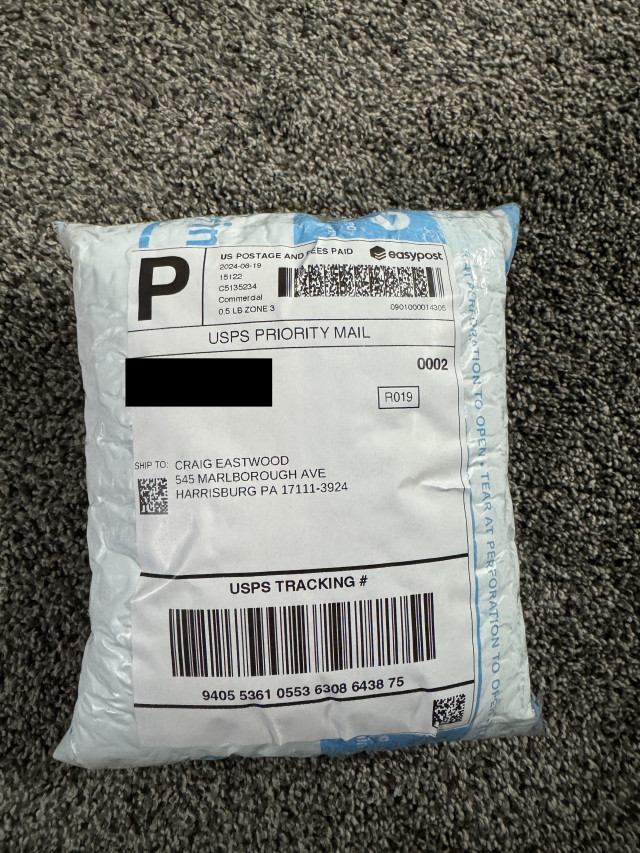 P
US POSTAGE AND FEES PAID
easypost
2024-06-19
15122
C5135234
Commercial
0.5 LB ZONE 3
0901000014305
USPS PRIORITY MAIL
0002
R019
SHIP TO: CRAIG EASTWOOD
545 MARLBOROUGH AVE
HARRISBURG PA 17111-3924
USPS TRACKING #
9405 5361 0553 6308 6438 75
PERFORATION TO OPEN • TEAR AT PERFORATION TO